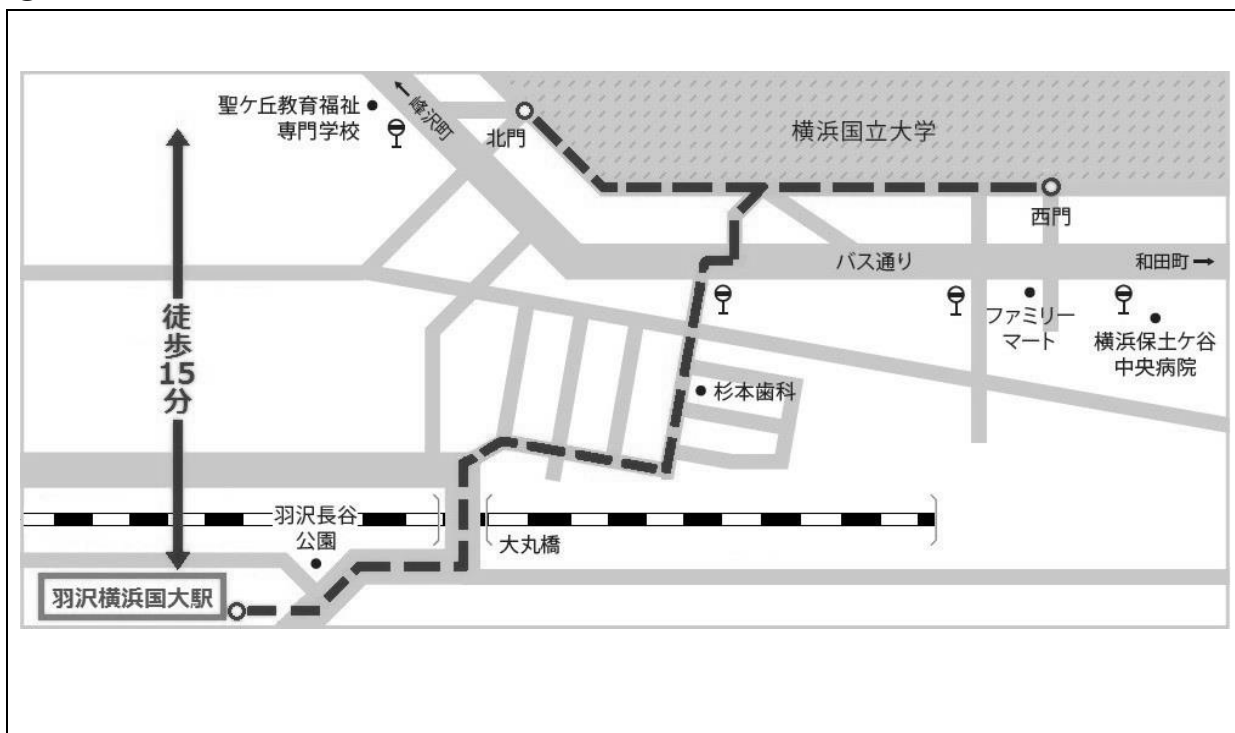 聖ケ丘教育福祉
専門学校
峰沢町
北門
横浜国立大学
西門
バス通り
和田町
ファミリー
マート
横浜保土ケ谷
中央病院
徒歩15分
杉本歯科
羽沢長谷
公園
大丸橋
羽沢横浜国大駅